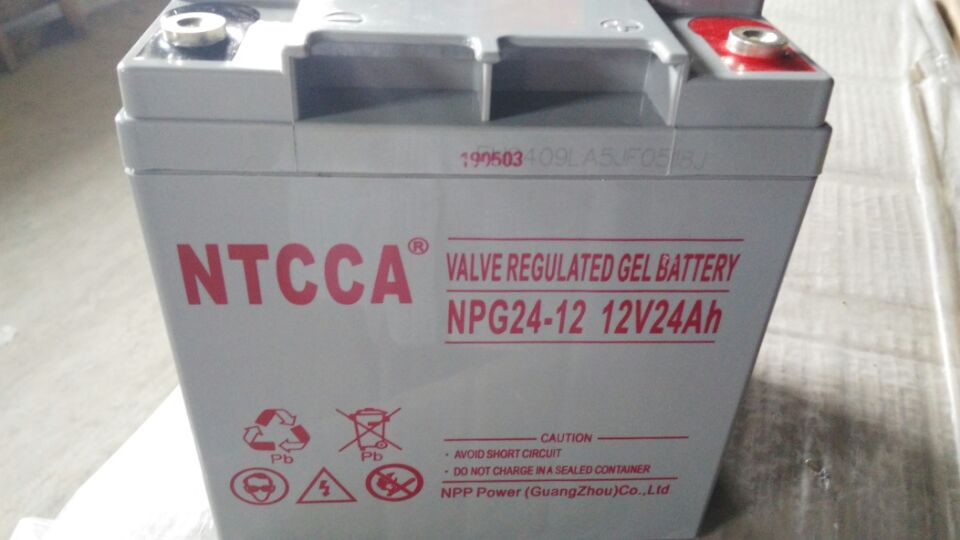 190503
NTCCA®
VALVE REGULATED GEL BATTERY
NPG24-12 12V24Ah
Pb
Pb
CAUTION
· AVOID SHORT CIRCUIT
· DO NOT CHARGE IN A SEALED CONTAINER
NPP Power (GuangZhou)Co.,Ltd